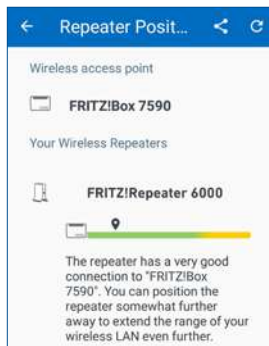 Repeater Posit...
Wireless access point
FRITZ!Box 7590
Your Wireless Repeaters
FRITZ!Repeater 6000
The repeater has a very good
connection to "FRITZ!Box
7590". You can position the
repeater somewhat further
away to extend the range of your
wireless LAN even further.